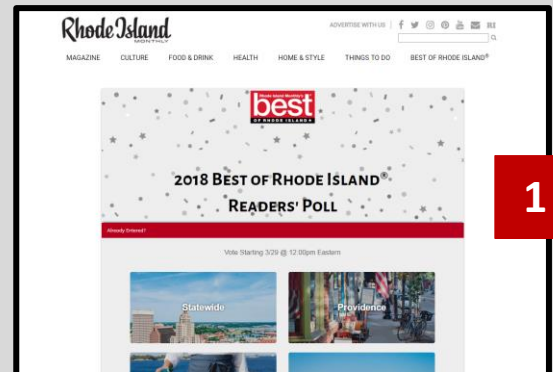 Rhode Island
MONTHLY
ADVERTISE WITH US
MAGAZINE CULTURE FOOD & DRINK HEALTH HOME & STYLE THINGS TO DO BEST OF RHODE ISLAND®
Rhode Island Monthly's
best
OF RHODE ISLAND
2018 BEST OF RHODE ISLAND®
READERS' POLL
1
Already Entered?
Vote Starting 3/29 @ 12:00pm Eastern
Statewide Providence